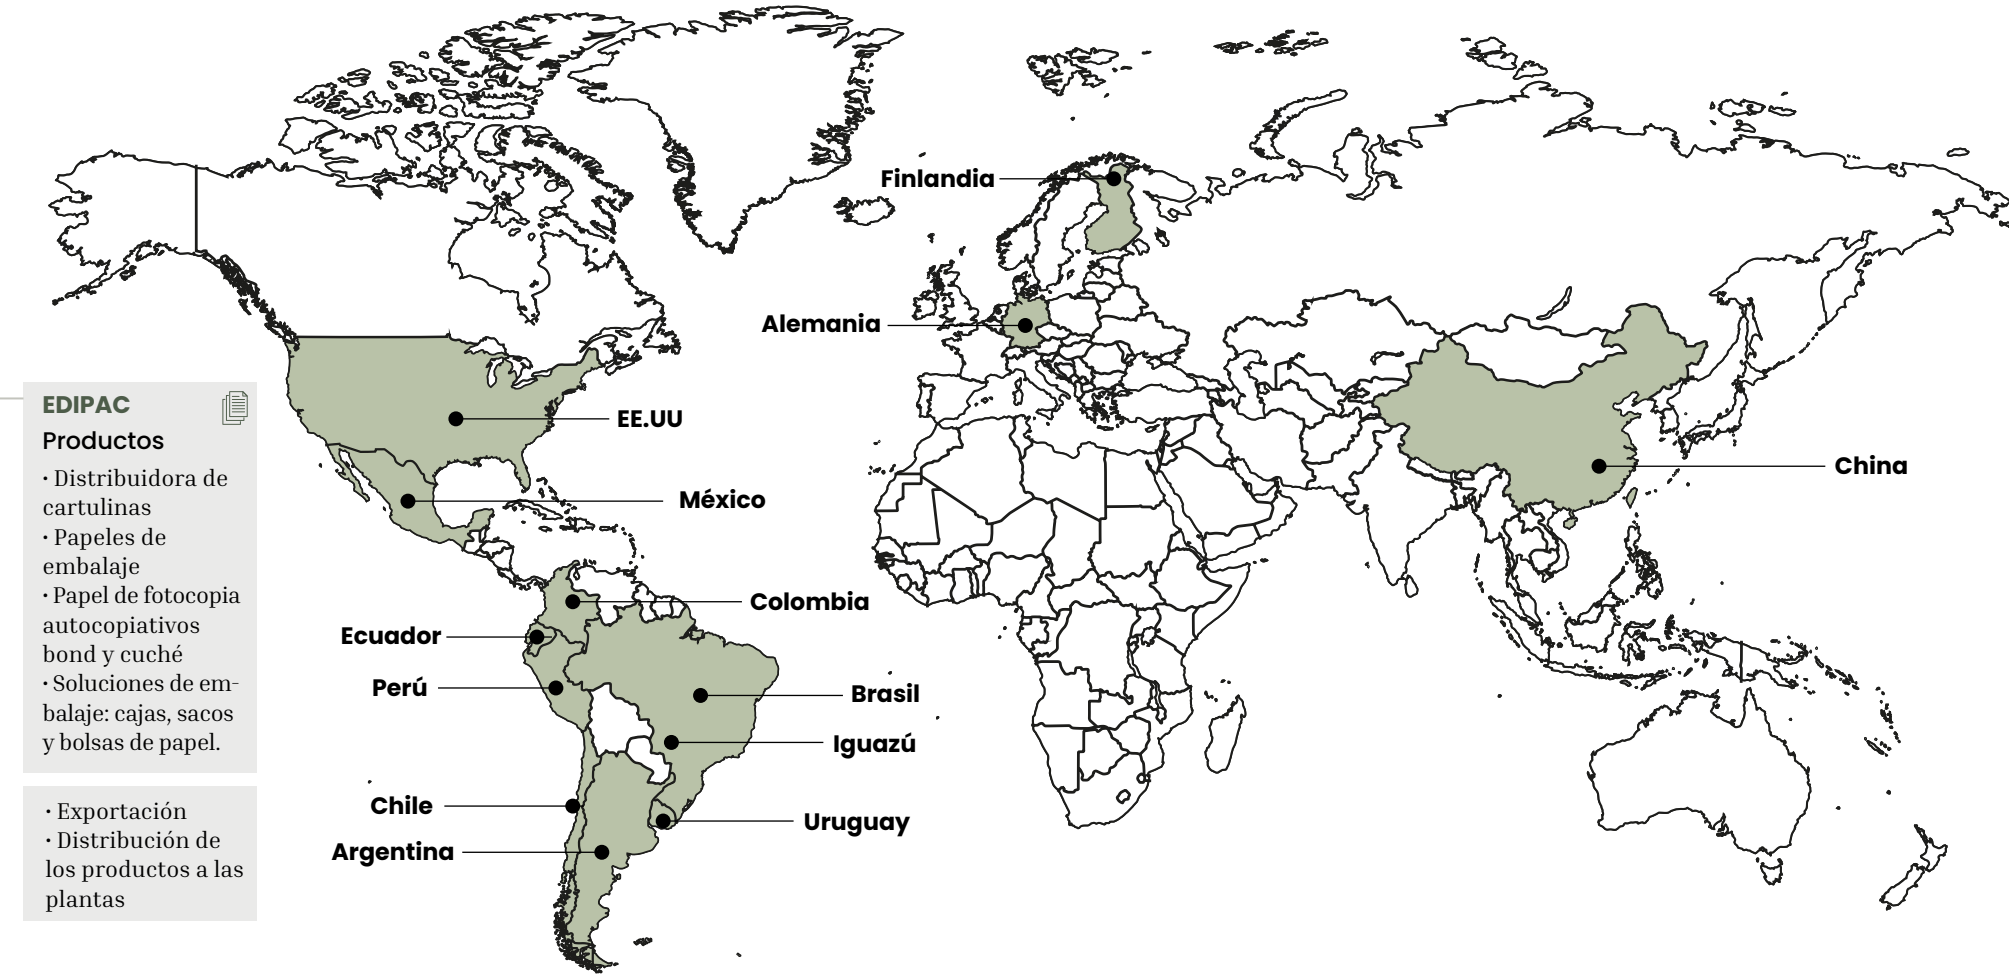 EDIPAC
Productos
· Distribuidora de
cartulinas
· Papeles de
embalaje
· Papel de fotocopia
autocopiativos
bond y cuché
· Soluciones de em-
balaje: cajas, sacos
y bolsas de papel.
· Exportación
· Distribución de
los productos a las
plantas
Finlandia
Alemania
EE.UU
China
México
Colombia
Ecuador
Perú
Brasil
Iguazú
Chile
Uruguay
Argentina